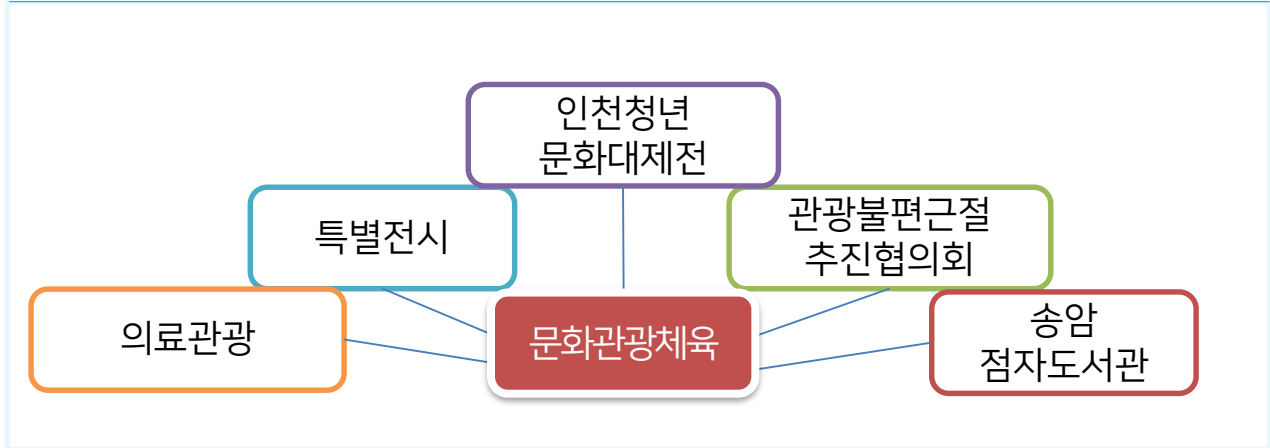 인천청년
문화대제전
특별전시
관광불편근절
추진협의회
의료관광
문화관광체육
송암
점자도서관